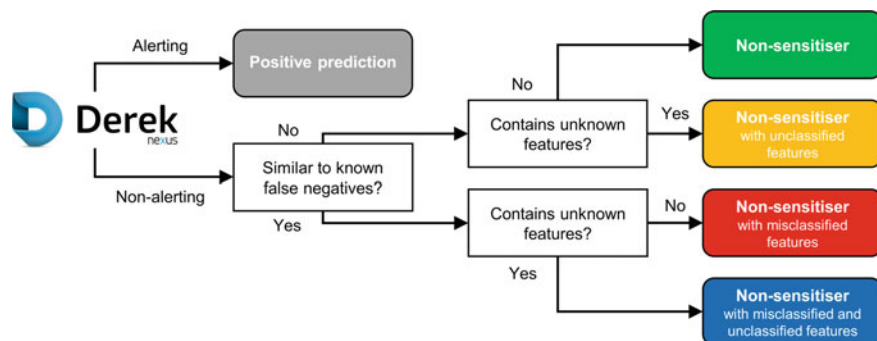 Alerting
Positive prediction
Derek
nexus
Non-alerting
No
Similar to known
false negatives?
Yes
No
Contains unknown
features?
Yes
Contains unknown
features?
No
Yes
Non-sensitiser
Non-sensitiser
with unclassified
features
Non-sensitiser
with misclassified
features
Non-sensitiser
with misclassified and
unclassified features